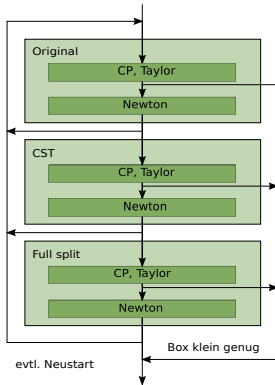 Original
CP, Taylor
Newton
CST
CP, Taylor
Newton
Full split
CP, Taylor
Newton
Box klein genug
evtl. Neustart